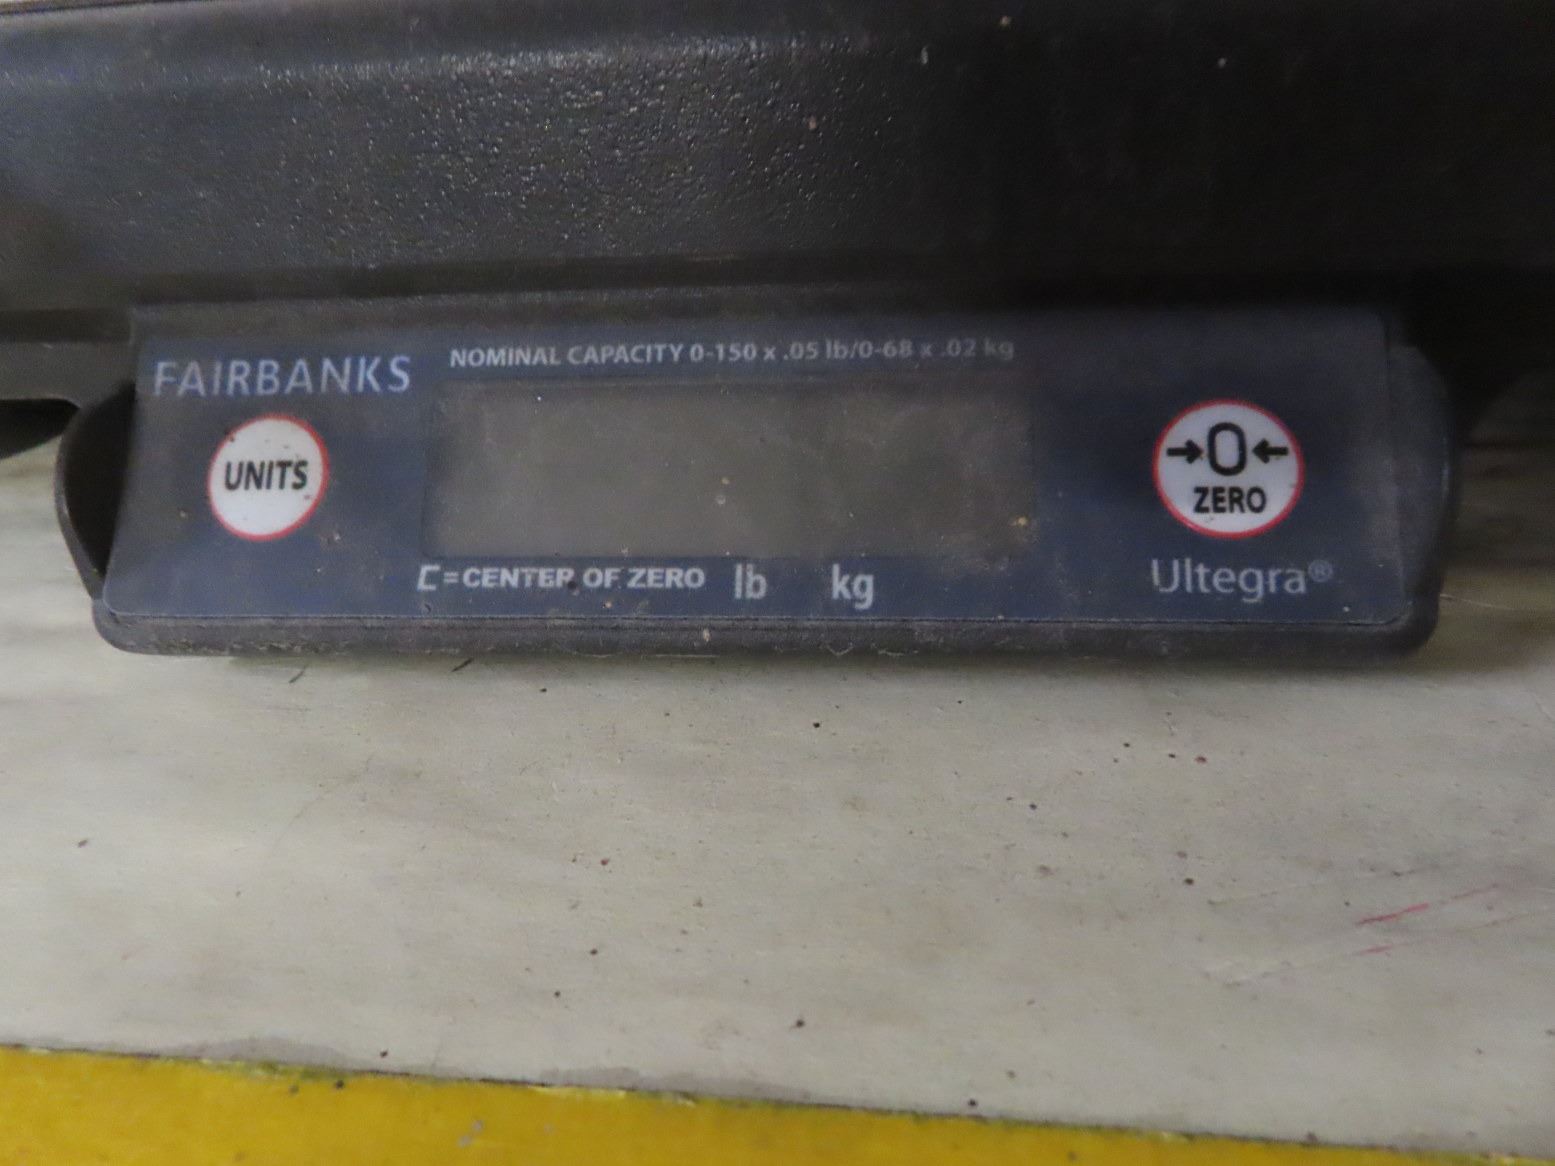 FAIRBANKS
NOMINAL CAPACITY 0-150 x .05 lb/0-68 x .02 kg
UNITS
→0←
ZERO
C=CENTER OF ZERO lb kg
Ultegra®